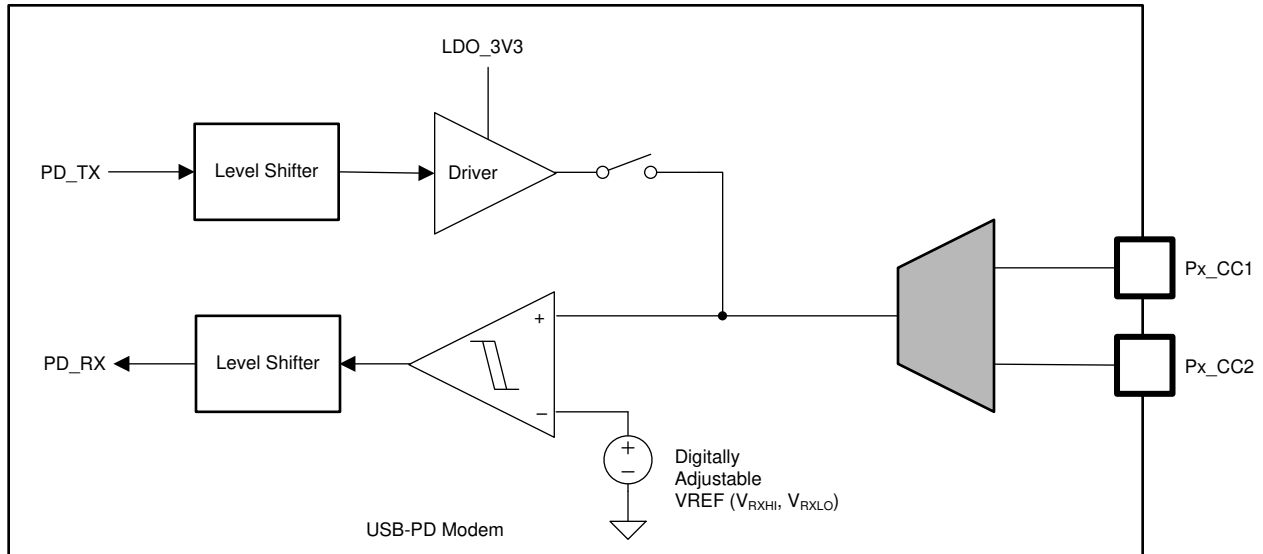 LDO_3V3
PD_TX
Level Shifter
Driver
Px_CC1
+
PD_RX
Level Shifter
Px_CC2
−
+
−
Digitally
Adjustable
VREF (VRXHI, VRXLO)
USB-PD Modem